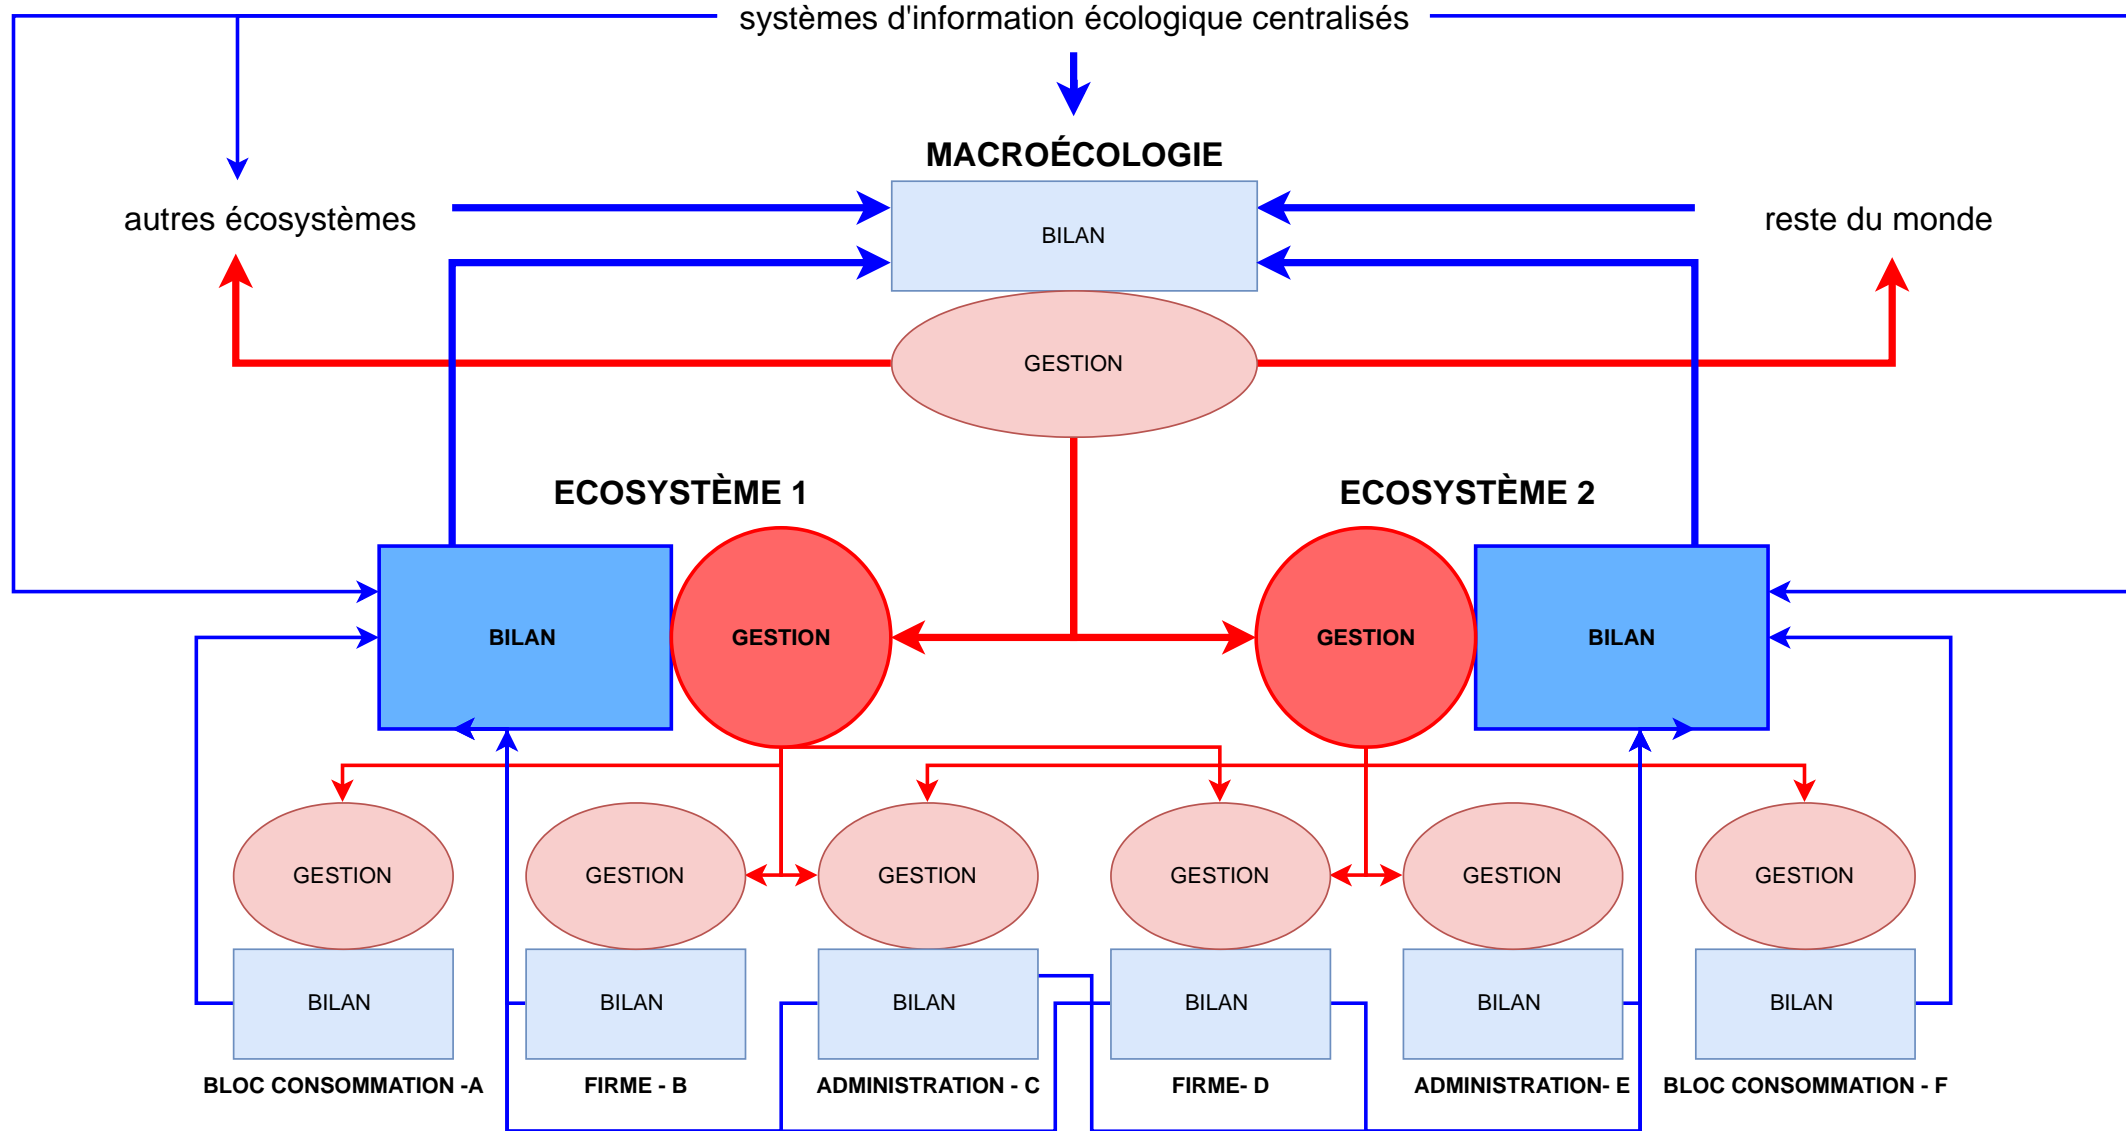 systèmes d'information écologique centralisés
MACROÉCOLOGIE
autres écosystèmes
BILAN
reste du monde
GESTION
ECOSYSTÈME 1
ECOSYSTÈME 2
BILAN
GESTION
GESTION
BILAN
GESTION
GESTION
GESTION
GESTION
GESTION
GESTION
BILAN
BILAN
BILAN
BILAN
BILAN
BILAN
BLOC CONSOMMATION -A
FIRME - B
ADMINISTRATION - C
FIRME- D
ADMINISTRATION- E
BLOC CONSOMMATION - F